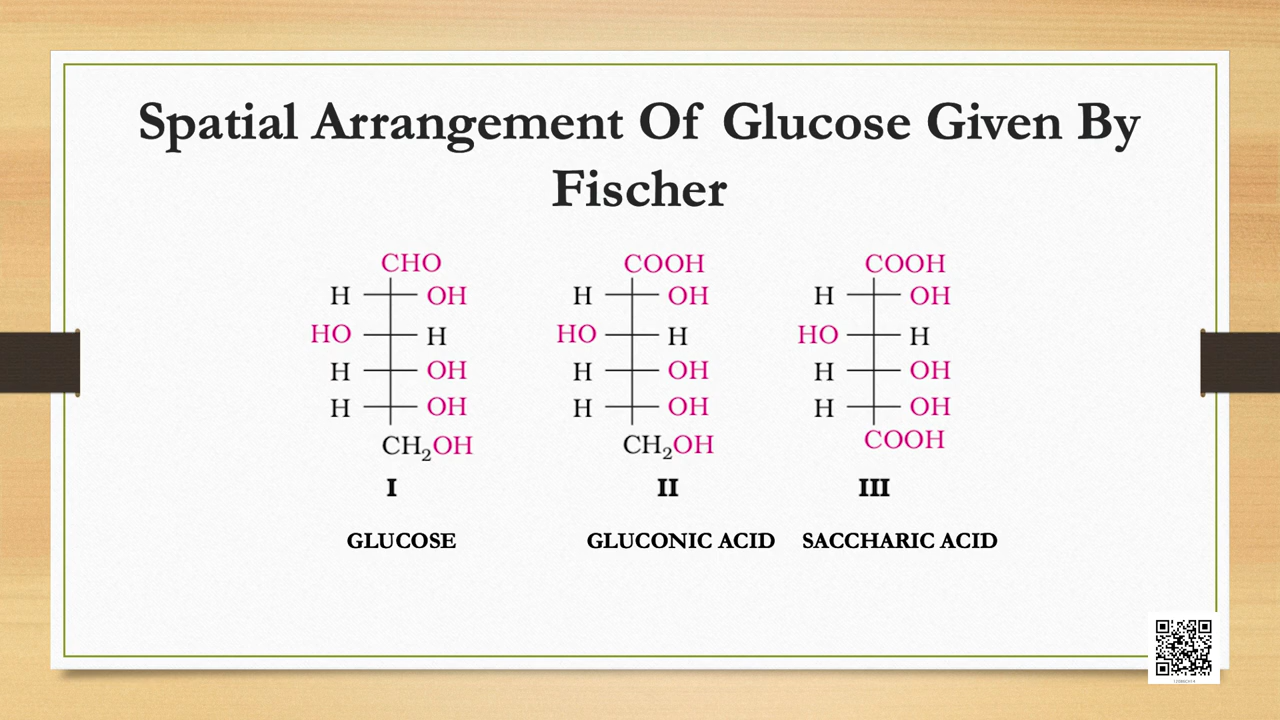 Spatial Arrangement Of Glucose Given By
Fischer
CHO
H OH
HO H
H OH
H OH
CH₂OH
I
GLUCOSE
COOH
H OH
HO H
H OH
H OH
CH₂OH
II
GLUCONIC ACID
COOH
H OH
HO H
H OH
H OH
COOH
III
SACCHARIC ACID